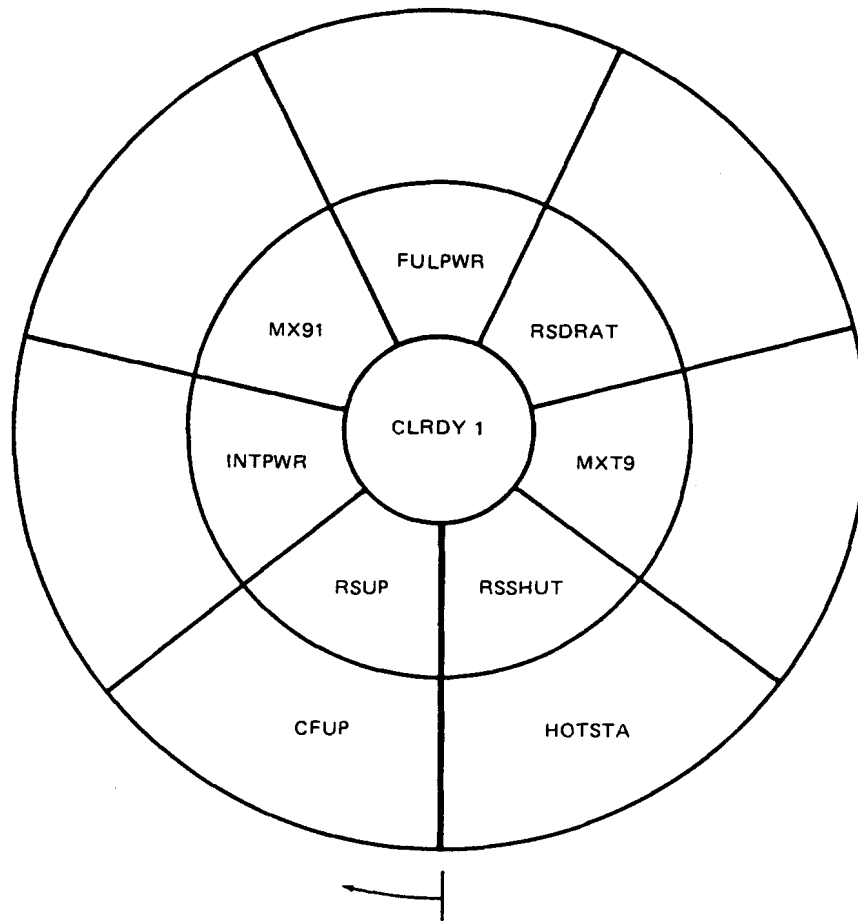 FULPWR
MX91
RSDRAT
CLRDY 1
INTPWR
MXT9
RSUP
RSSHUT
CFUP
HOTSTA